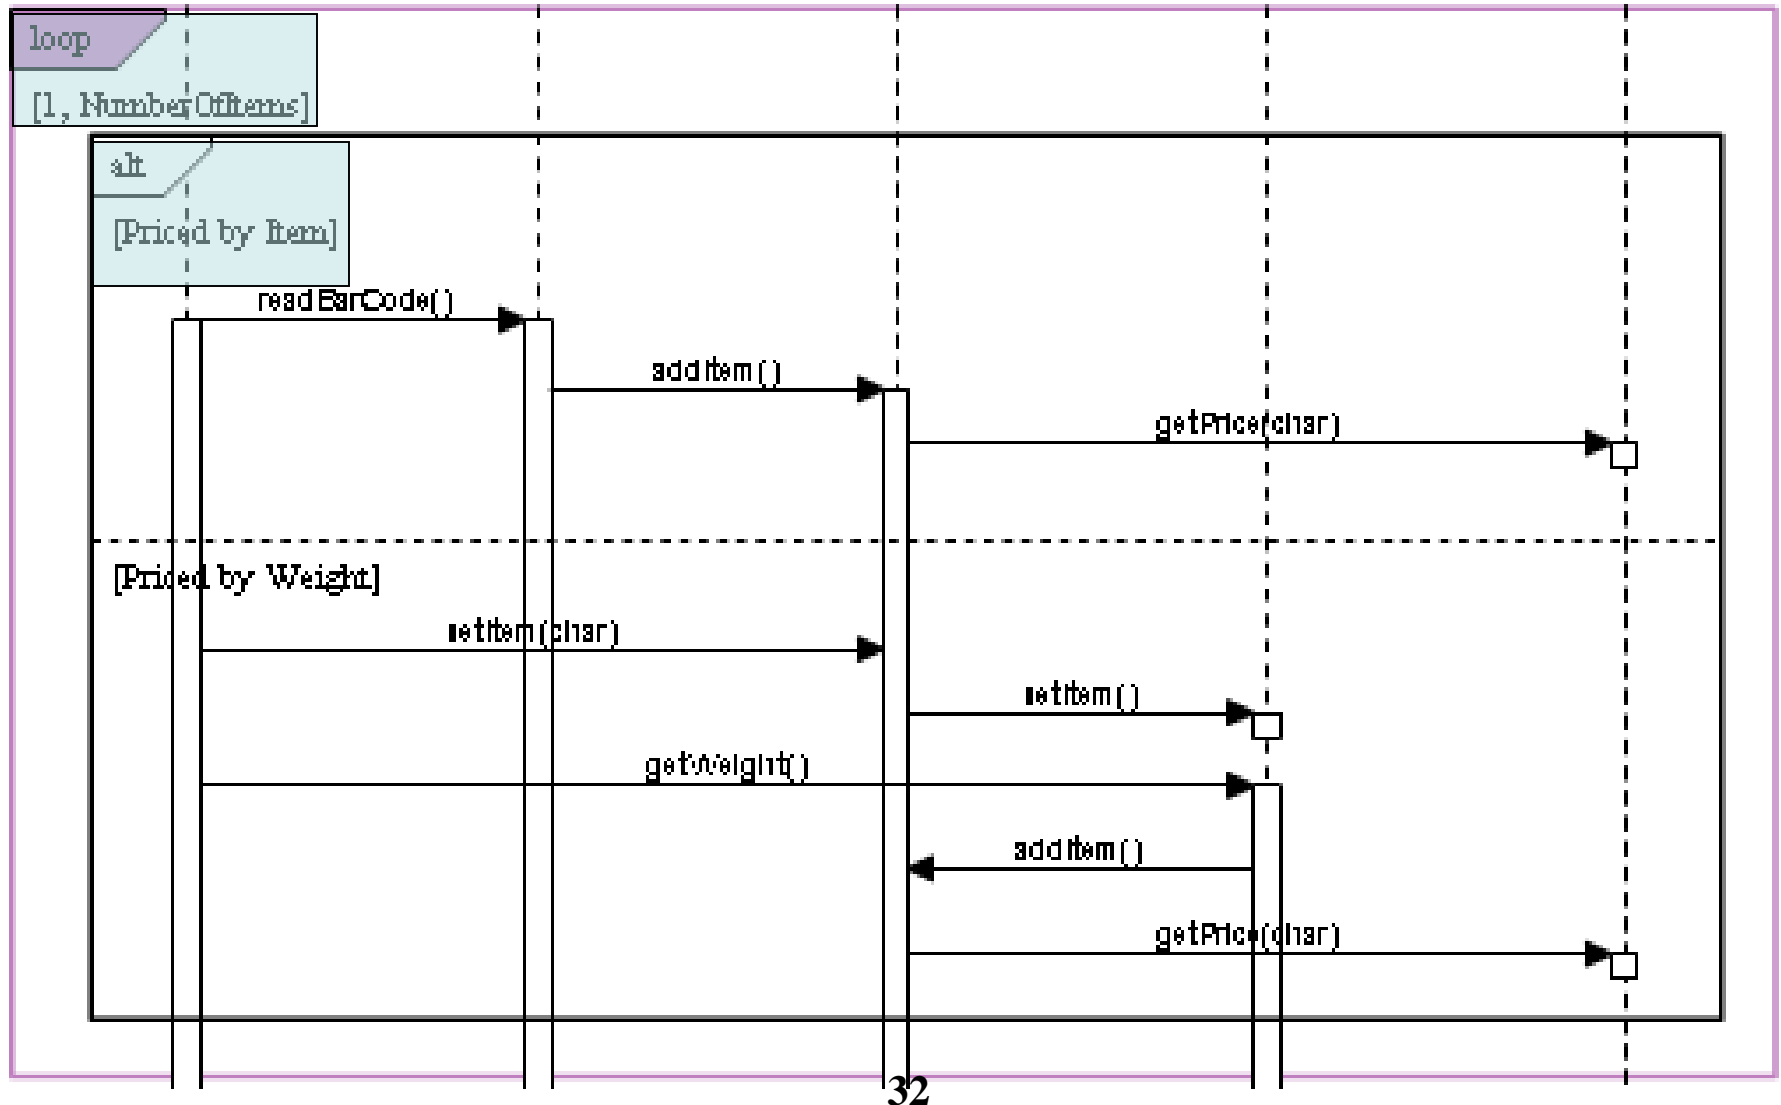 loop
[1, NumberOfItems]
alt
[Priced by Item]
readBarCode()
addItem()
getPrice(char)
[Priced by Weight]
setItem(char)
setItem()
getWeight()
addItem()
getPrice(char)
32